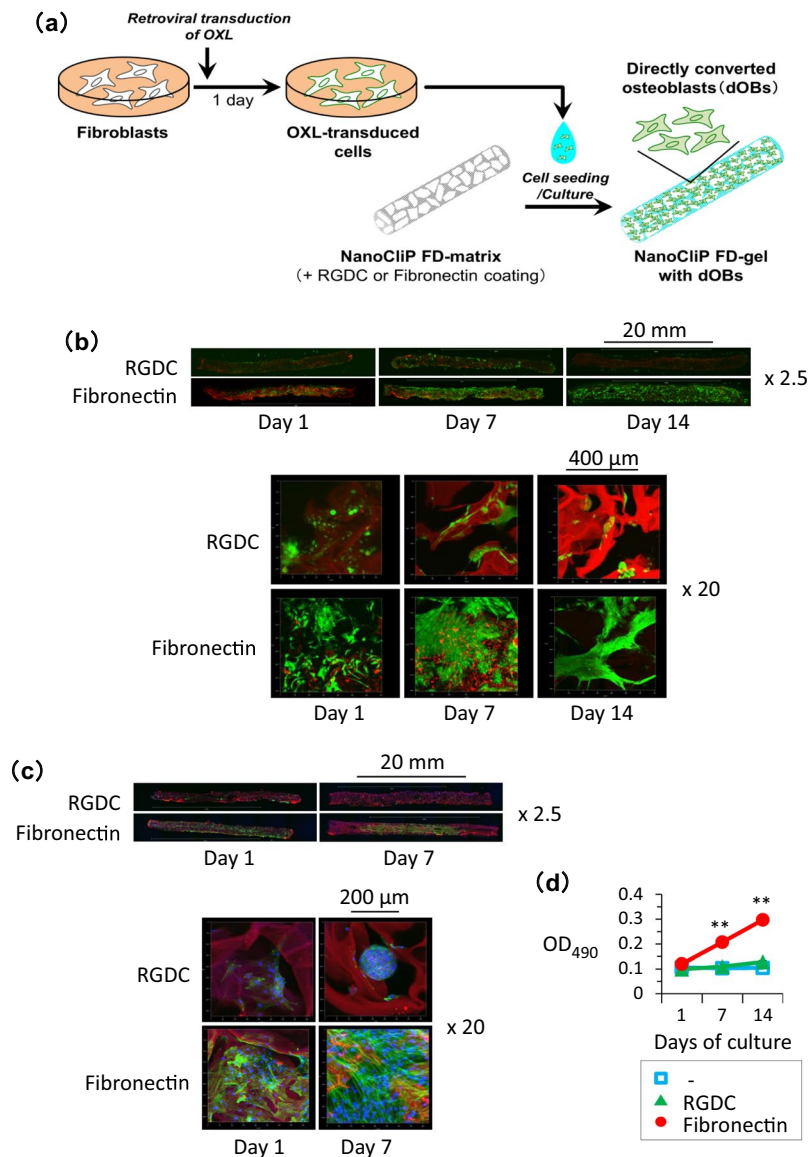 (a)
Retroviral transduction
of OXL
1 day
Fibroblasts
OXL-transduced
cells
Directly converted
osteoblasts(dOBs)
Cell seeding
/Culture
NanoCliP FD-matrix
(+ RGDC or Fibronectin coating)
NanoCliP FD-gel
with dOBs
(b)
20 mm
RGDC
Fibronectin
x 2.5
Day 1
Day 7
Day 14
400 μm
RGDC
x 20
Fibronectin
Day 1
Day 7
Day 14
(c)
20 mm
RGDC
Fibronectin
x 2.5
Day 1
Day 7
200 μm
RGDC
x 20
Fibronectin
Day 1
Day 7
(d)
0.4
0.3
0.2
0.1
0
OD490
**
**
1 7 14
Days of culture
-
RGDC
Fibronectin